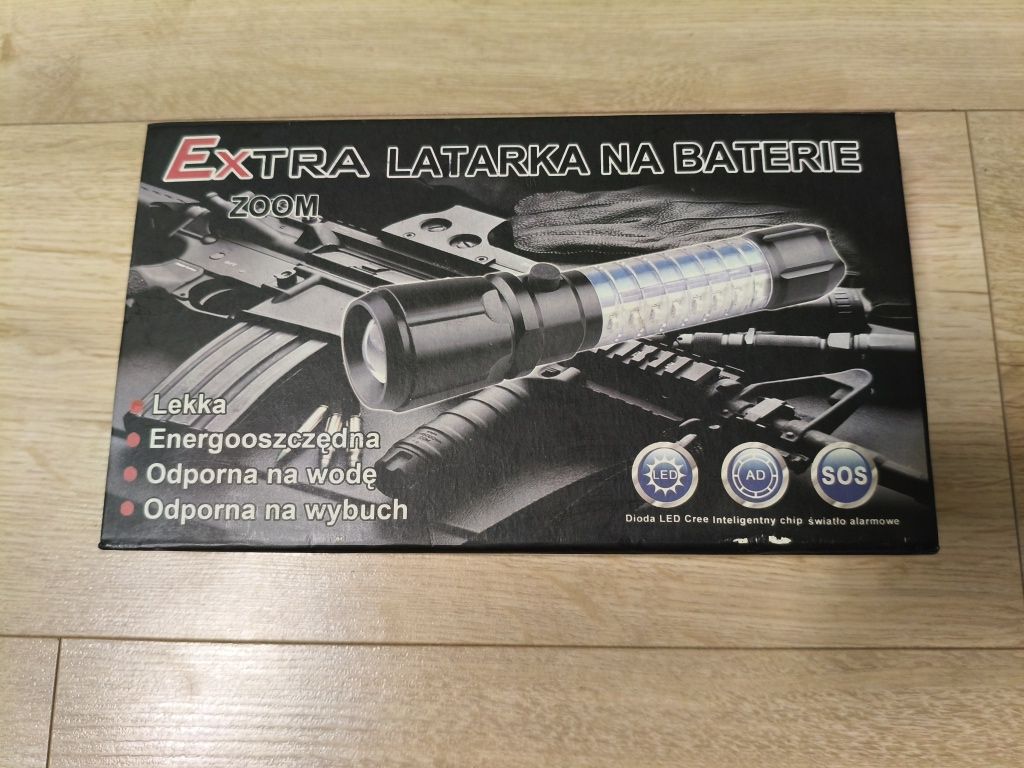 EXTRA LATARKA NA BATERIE
ZOOM
Lekka
Energooszczędna
Odporna na wodę
Odporna na wybuch
LED AD SOS
Dioda LED Cree Inteligentny chip światło alarmowe